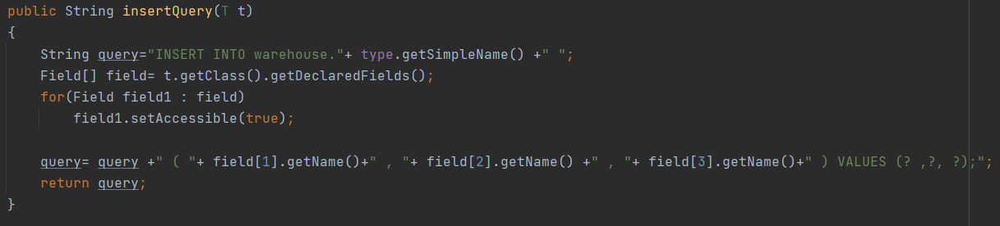 public String insertQuery(T t)
{
    String query="INSERT INTO warehouse."+ type.getSimpleName() +" ";
    Field[] field= t.getClass().getDeclaredFields();
    for(Field field1 : field)
        field1.setAccessible(true);
    query= query +" ( "+ field[1].getName()+" , "+ field[2].getName() +" , "+ field[3].getName()+" ) VALUES (? ,?, ?);";
    return query;
}